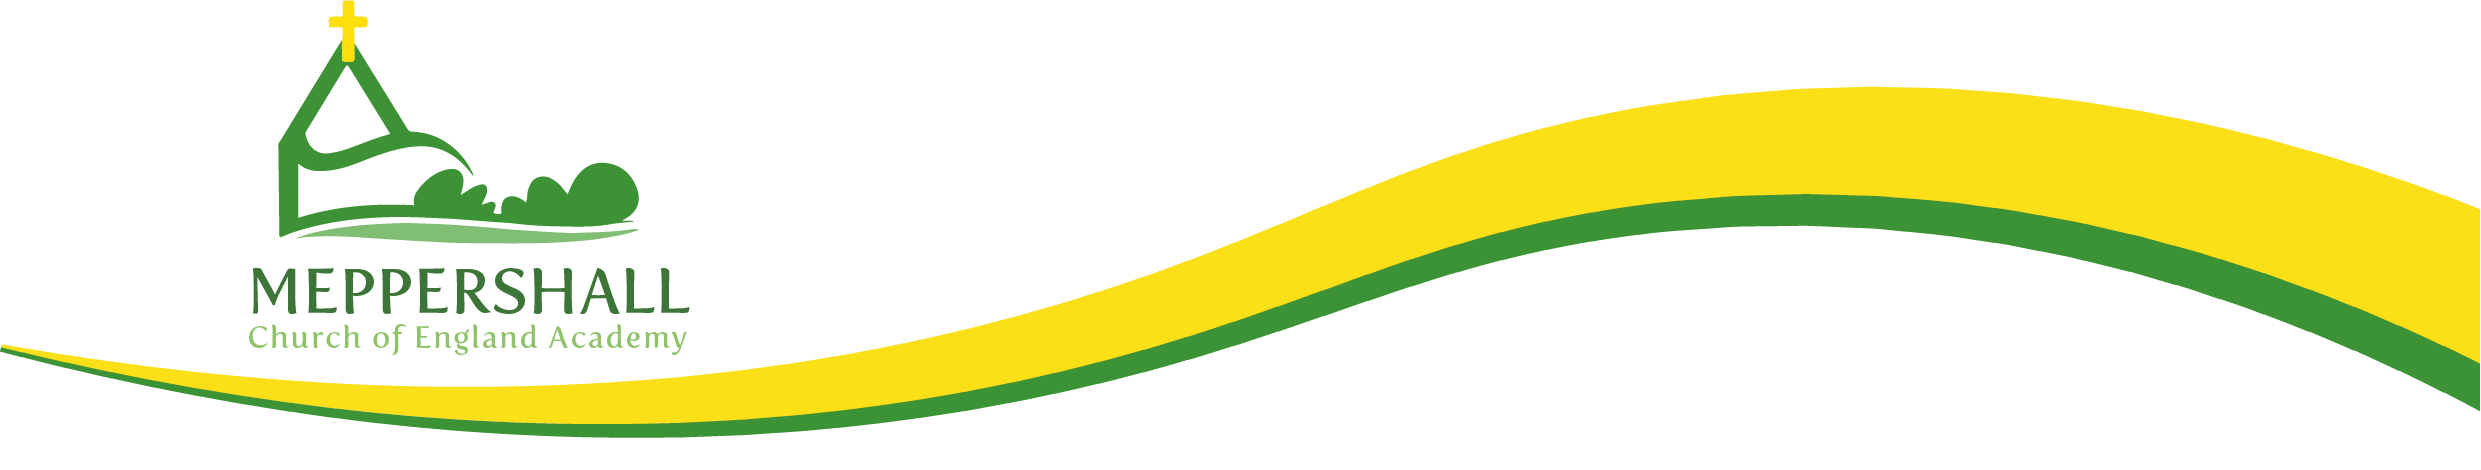 MEPPERSHALL
Church of England Academy